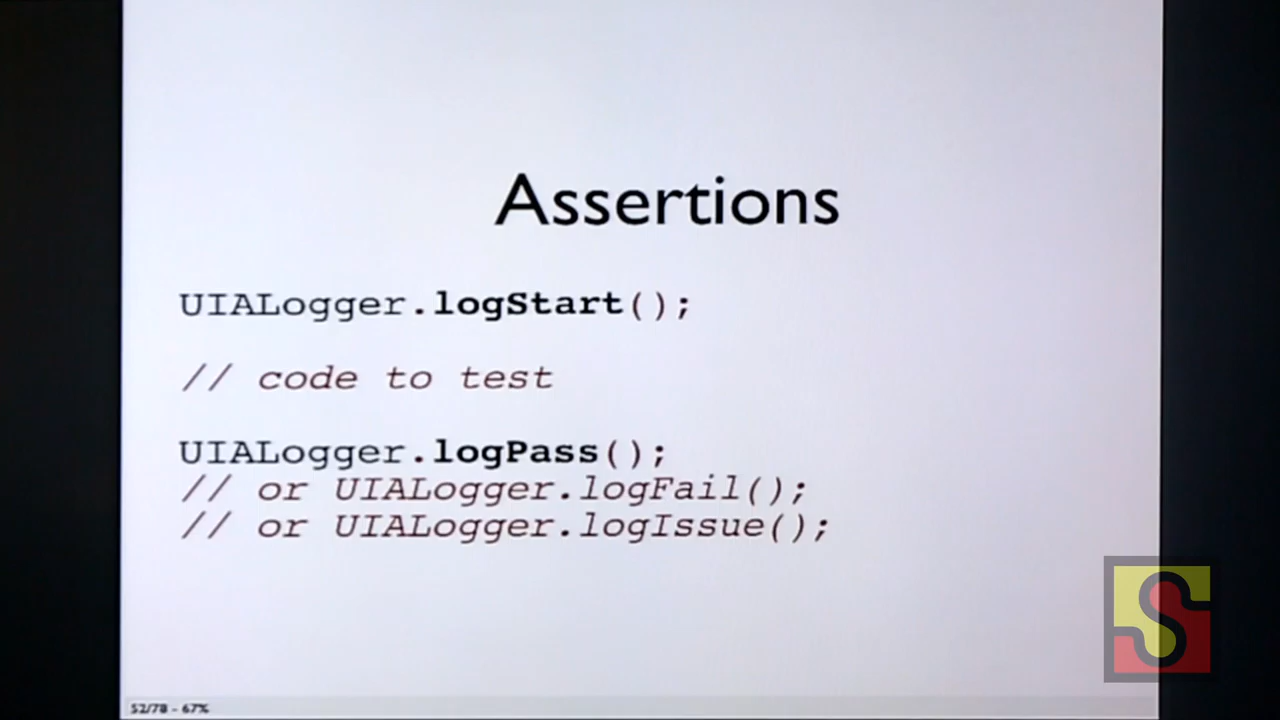 Assertions
UIALogger.logStart();
// code to test
UIALogger.logPass();
// or UIALogger.logFail();
// or UIALogger.logIssue();
52/78 - 67%
S